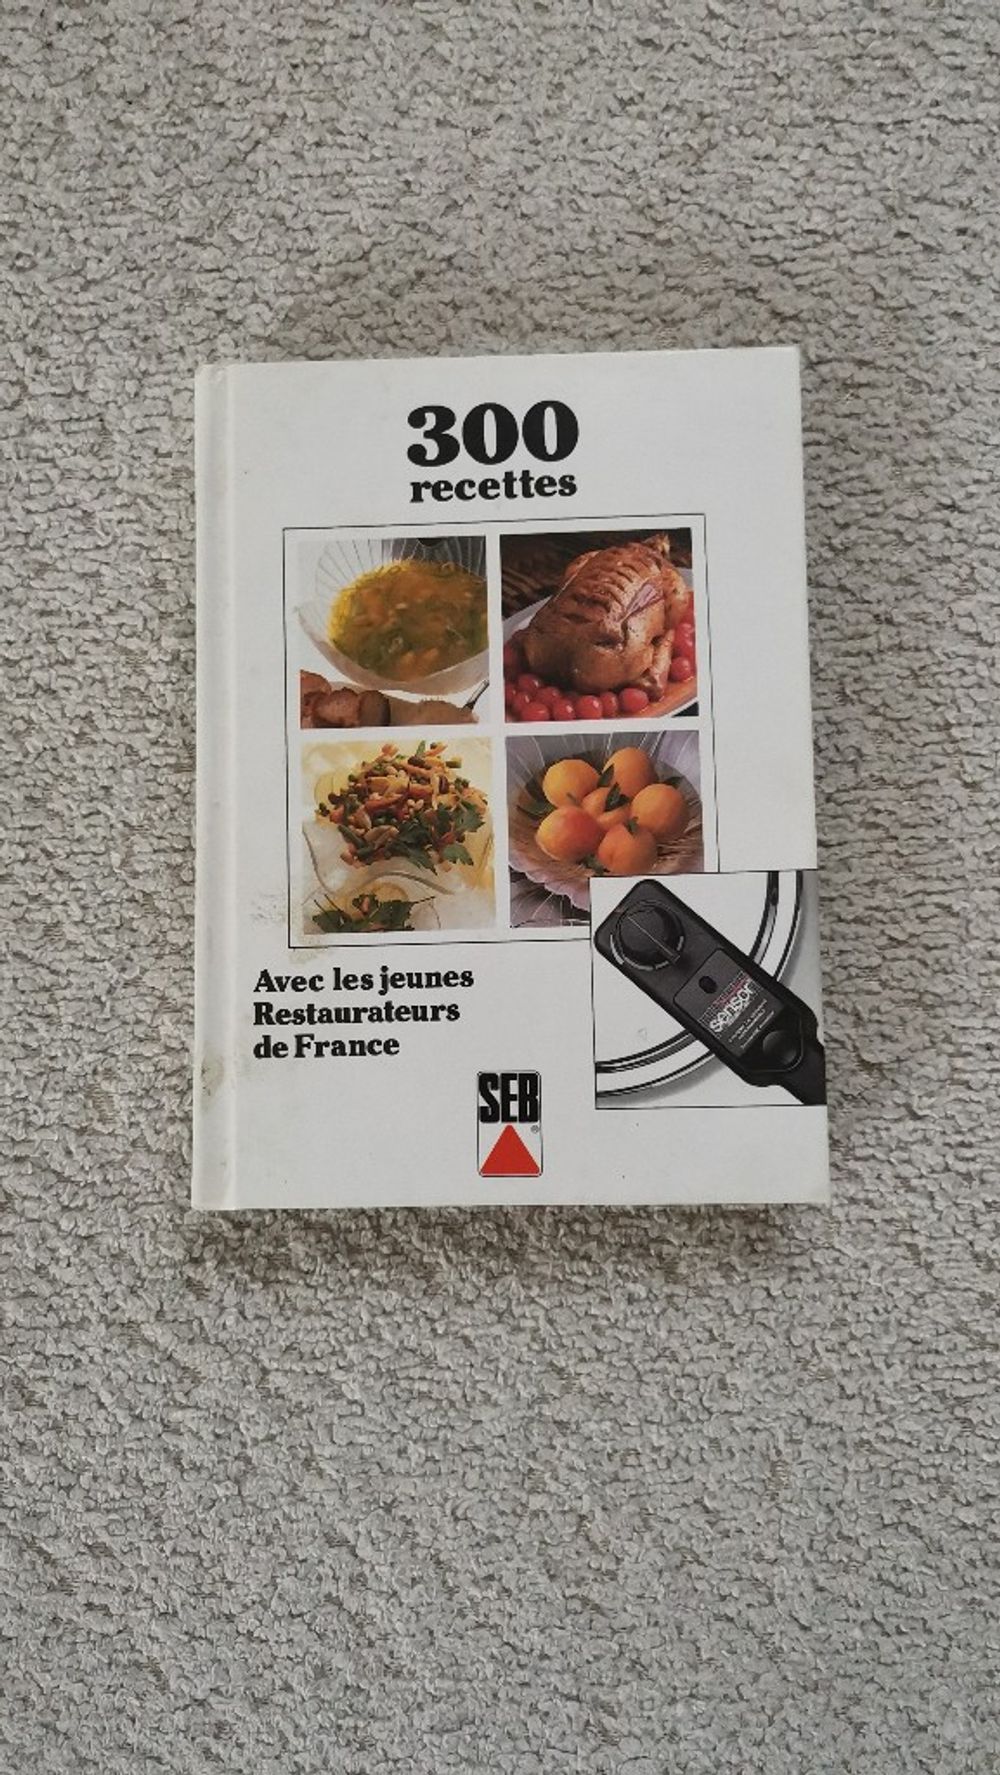 300
recettes
Avec les jeunes
Restaurateurs
de France
sensor
SEB
®